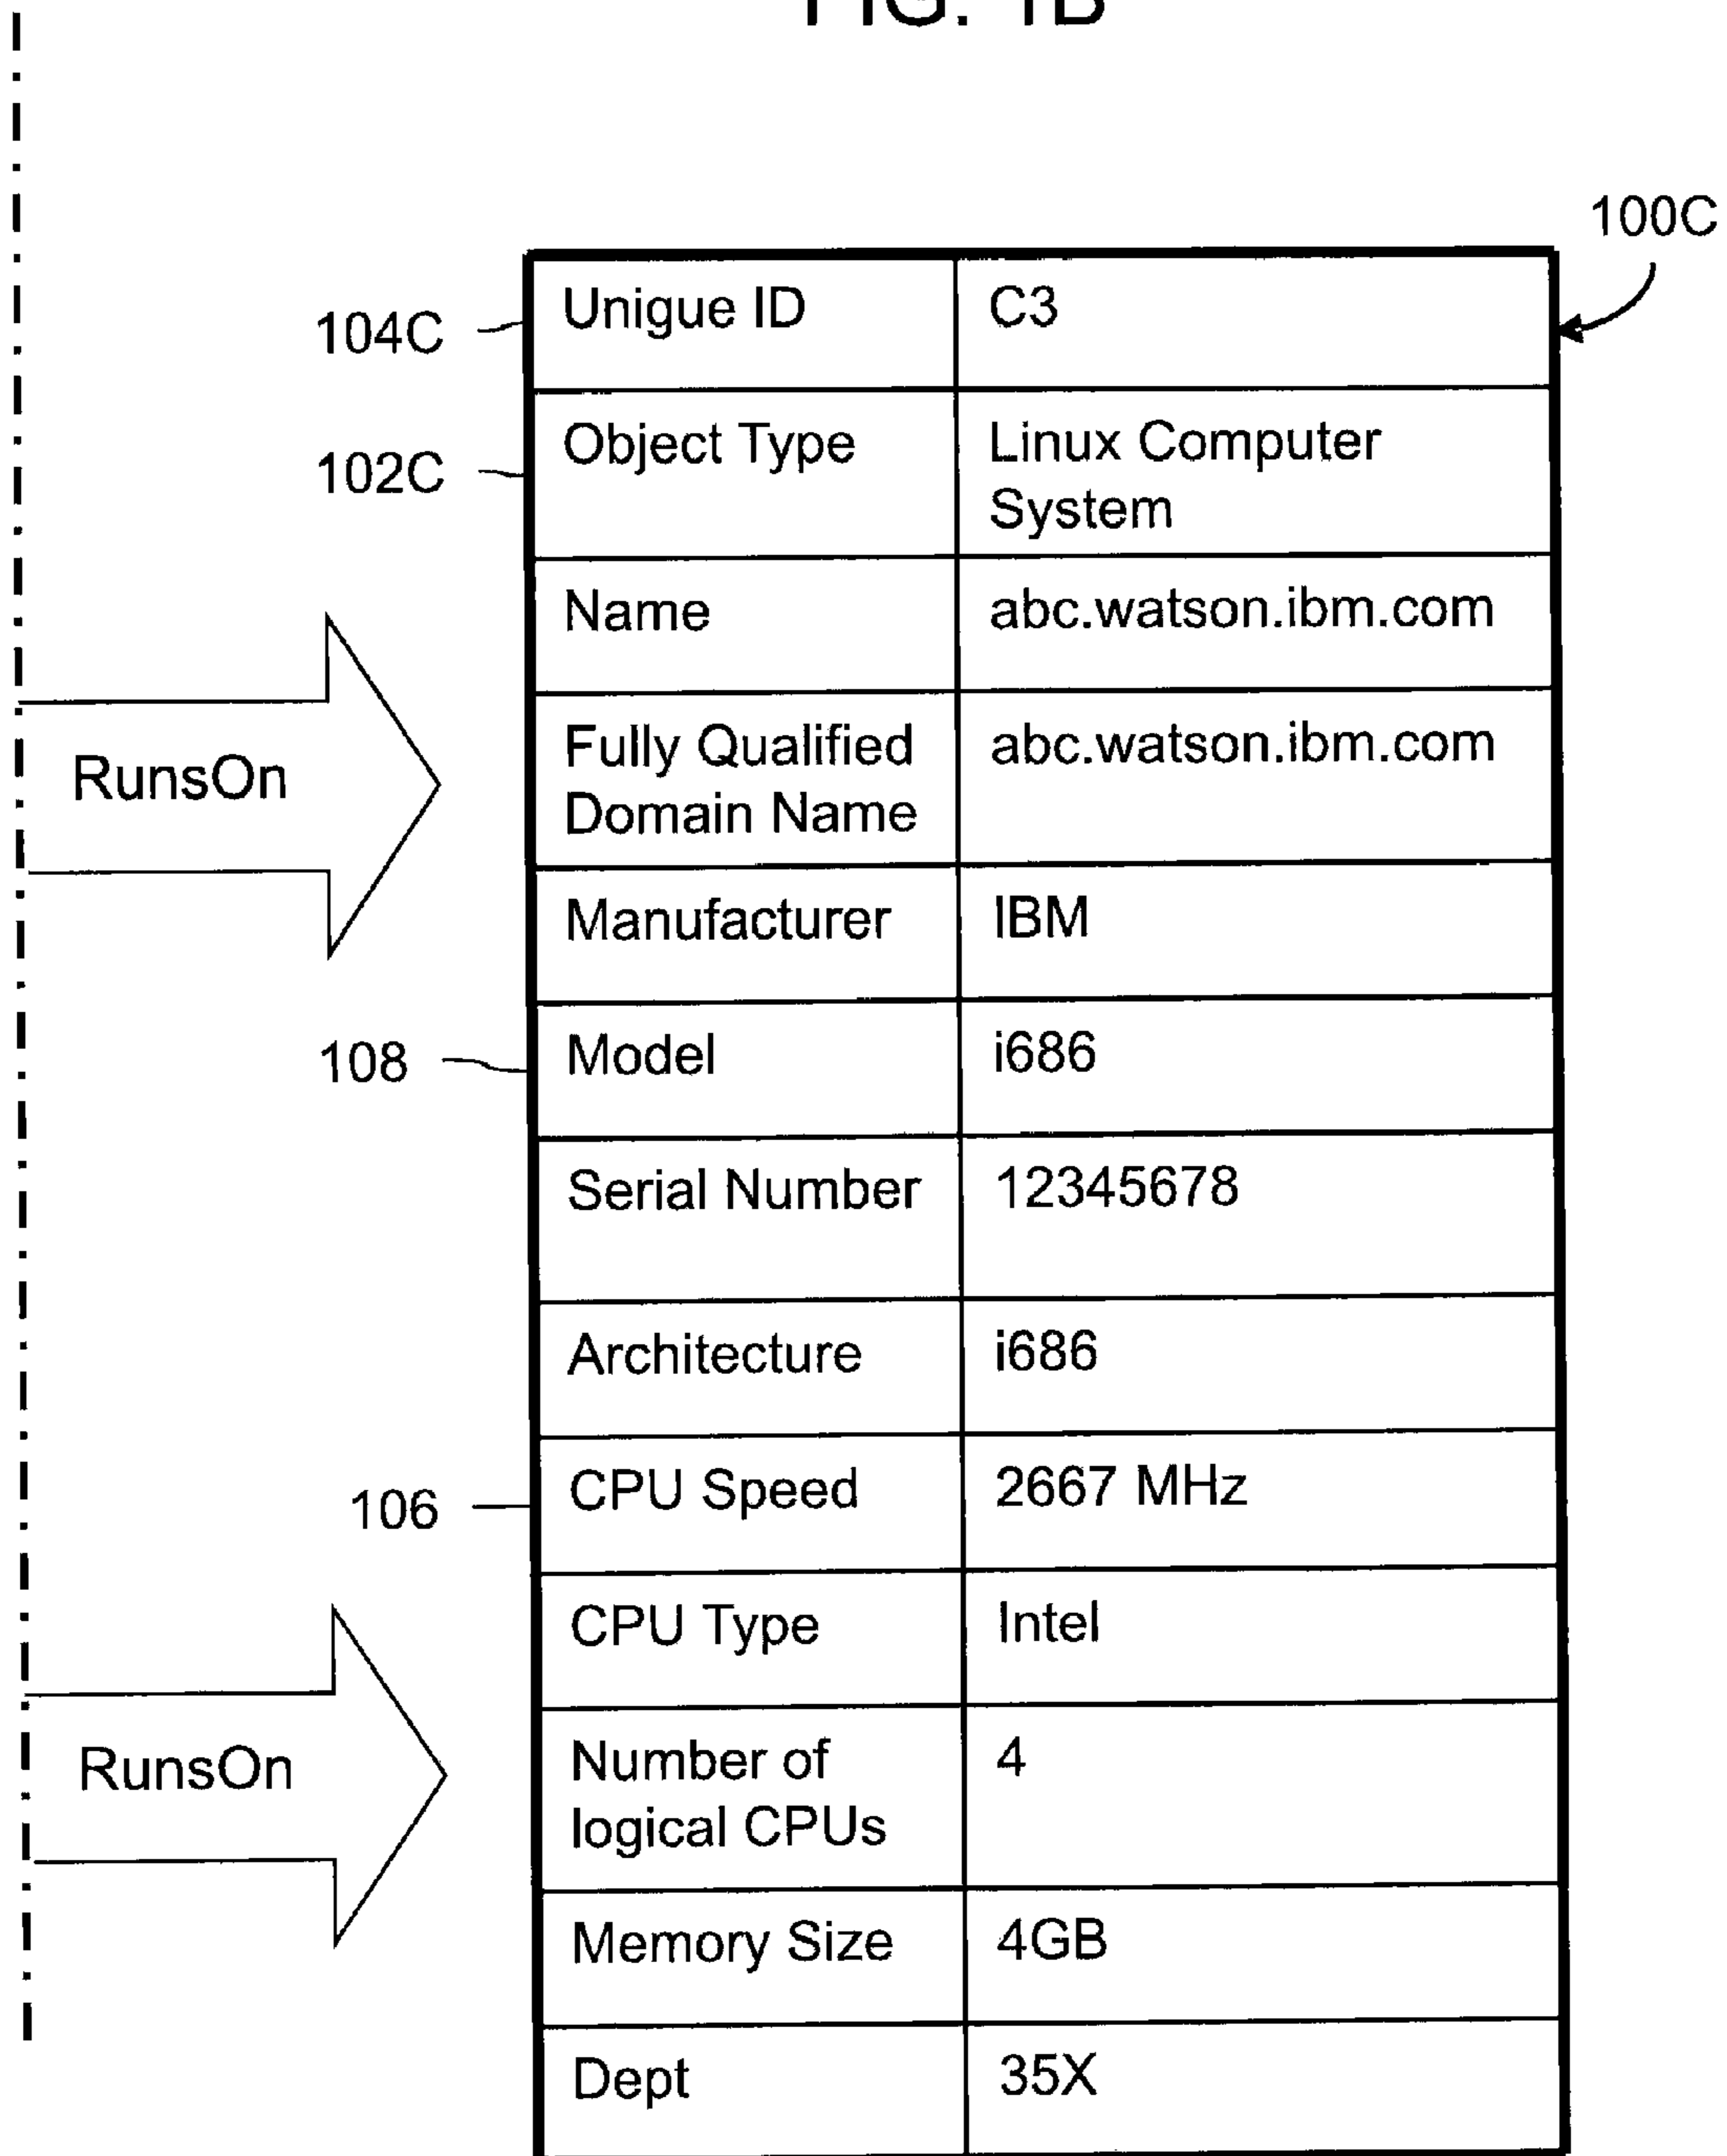 FIG. 1B
100C
104C
Unigue ID
C3
102C
Object Type
Linux Computer
System
Name
abc.watson.ibm.com
RunsOn
Fully Qualified
Domain Name
abc.watson.ibm.com
Manufacturer
IBM
108
Model
i686
Serial Number
12345678
Architecture
i686
106
CPU Speed
2667 MHz
CPU Type
Intel
RunsOn
Number of
logical CPUs
4
Memory Size
4GB
Dept
35X